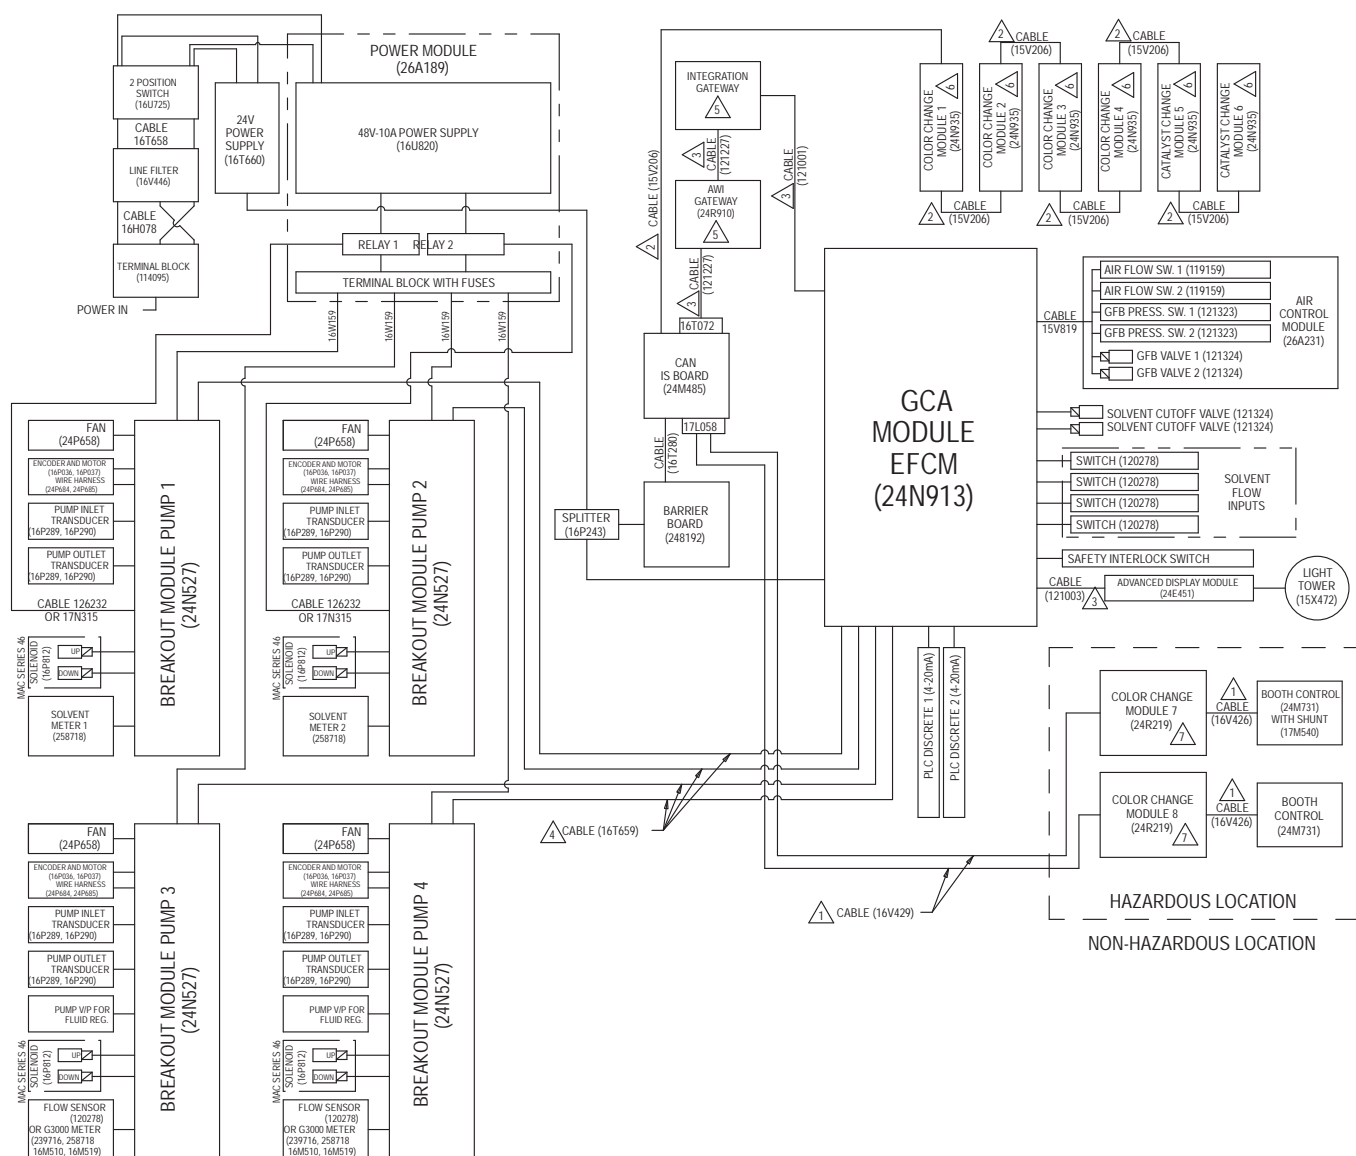 POWER MODULE
(26A189)
2 POSITION
SWITCH
(16U725)
CABLE
16T658
LINE FILTER
(16V446)
CABLE
16H078
TERMINAL BLOCK
(114095)
POWER IN
24V
POWER
SUPPLY
(16T660)
48V-10A POWER SUPPLY
(16U820)
RELAY 1
RELAY 2
TERMINAL BLOCK WITH FUSES
16W159
16W159
16W159
16W159
INTEGRATION
GATEWAY
5
3
CABLE
(121227)
AWI
GATEWAY
(24R910)
5
3
CABLE
(121227)
3
CABLE
(121001)
2
CABLE (15V206)
16T072
CAN
IS BOARD
(24M485)
17L058
CABLE
(16T280)
BARRIER
BOARD
(248192)
SPLITTER
(16P243)
2
CABLE
(15V206)
2
CABLE
(15V206)
COLOR CHANGE
MODULE 1
(24N935)
6
COLOR CHANGE
MODULE 2
(24N935)
6
COLOR CHANGE
MODULE 3
(24N935)
6
COLOR CHANGE
MODULE 4
(24N935)
6
CATALYST CHANGE
MODULE 5
(24N935)
6
CATALYST CHANGE
MODULE 6
(24N935)
6
2
CABLE
(15V206)
2
CABLE
(15V206)
2
CABLE
(15V206)
GCA
MODULE
EFCM
(24N913)
CABLE
15V819
AIR FLOW SW. 1 (119159)
AIR FLOW SW. 2 (119159)
GFB PRESS. SW. 1 (121323)
GFB PRESS. SW. 2 (121323)
GFB VALVE 1 (121324)
GFB VALVE 2 (121324)
AIR
CONTROL
MODULE
(26A231)
SOLVENT CUTOFF VALVE (121324)
SOLVENT CUTOFF VALVE (121324)
SWITCH (120278)
SWITCH (120278)
SWITCH (120278)
SWITCH (120278)
SOLVENT
FLOW
INPUTS
SAFETY INTERLOCK SWITCH
CABLE
(121003)
3
ADVANCED DISPLAY MODULE
(24E451)
LIGHT
TOWER
(15X472)
PLC DISCRETE 1 (4-20mA)
PLC DISCRETE 2 (4-20mA)
COLOR CHANGE
MODULE 7
(24R219)
7
1
CABLE
(16V426)
BOOTH CONTROL
(24M731)
WITH SHUNT
(17M540)
COLOR CHANGE
MODULE 8
(24R219)
7
1
CABLE
(16V426)
BOOTH
CONTROL
(24M731)
HAZARDOUS LOCATION
NON-HAZARDOUS LOCATION
4
CABLE (16T659)
1
CABLE (16V429)
FAN
(24P658)
ENCODER AND MOTOR
(16P036, 16P037)
WIRE HARNESS
(24P684, 24P685)
PUMP INLET
TRANSDUCER
(16P289, 16P290)
PUMP OUTLET
TRANSDUCER
(16P289, 16P290)
CABLE 126232
OR 17N315
MAC SERIES 46
SOLENOID
(16P812)
UP
DOWN
SOLVENT
METER 1
(258718)
BREAKOUT MODULE PUMP 1
(24N527)
FAN
(24P658)
ENCODER AND MOTOR
(16P036, 16P037)
WIRE HARNESS
(24P684, 24P685)
PUMP INLET
TRANSDUCER
(16P289, 16P290)
PUMP OUTLET
TRANSDUCER
(16P289, 16P290)
CABLE 126232
OR 17N315
MAC SERIES 46
SOLENOID
(16P812)
UP
DOWN
SOLVENT
METER 2
(258718)
BREAKOUT MODULE PUMP 2
(24N527)
FAN
(24P658)
ENCODER AND MOTOR
(16P036, 16P037)
WIRE HARNESS
(24P684, 24P685)
PUMP INLET
TRANSDUCER
(16P289, 16P290)
PUMP OUTLET
TRANSDUCER
(16P289, 16P290)
PUMP V/P FOR
FLUID REG.
MAC SERIES 46
SOLENOID
(16P812)
UP
DOWN
FLOW SENSOR
(120278)
OR G3000 METER
(239716, 258718
16M510, 16M519)
BREAKOUT MODULE PUMP 3
(24N527)
FAN
(24P658)
ENCODER AND MOTOR
(16P036, 16P037)
WIRE HARNESS
(24P684, 24P685)
PUMP INLET
TRANSDUCER
(16P289, 16P290)
PUMP OUTLET
TRANSDUCER
(16P289, 16P290)
PUMP V/P FOR
FLUID REG.
MAC SERIES 46
SOLENOID
(16P812)
UP
DOWN
FLOW SENSOR
(120278)
OR G3000 METER
(239716, 258718
16M510, 16M519)
BREAKOUT MODULE PUMP 4
(24N527)